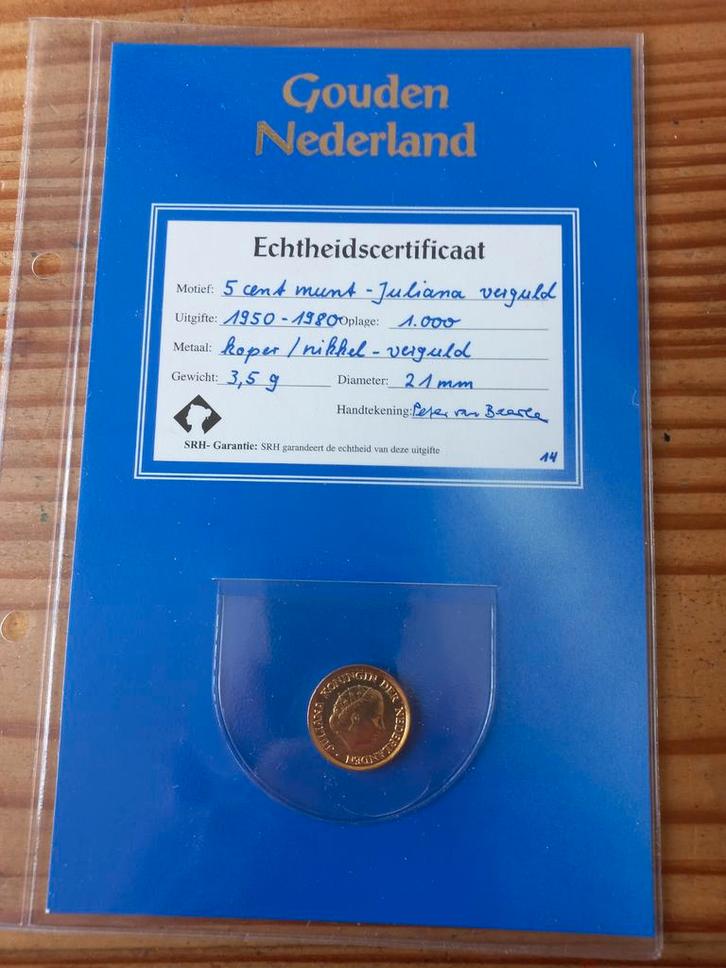 Gouden
Nederland
Echtheidscertificaat
Motief: 5 cent munt - Juliana verguld
Uitgifte: 1950 - 1980 Oplage: 1.000
Metaal: koper / nikkel - verguld
Gewicht: 3,5 g Diameter: 21 mm
Handtekening: Peter van
SRH- Garantie: SRH garandeert de echtheid van deze uitgifte
14
JULIANA KONINGIN DER NEDERLANDEN